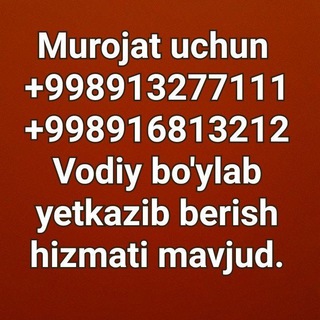 Murojat uchun
+998913277111
+998916813212
Vodiy bo'ylab
yetkazib berish
hizmati mavjud.